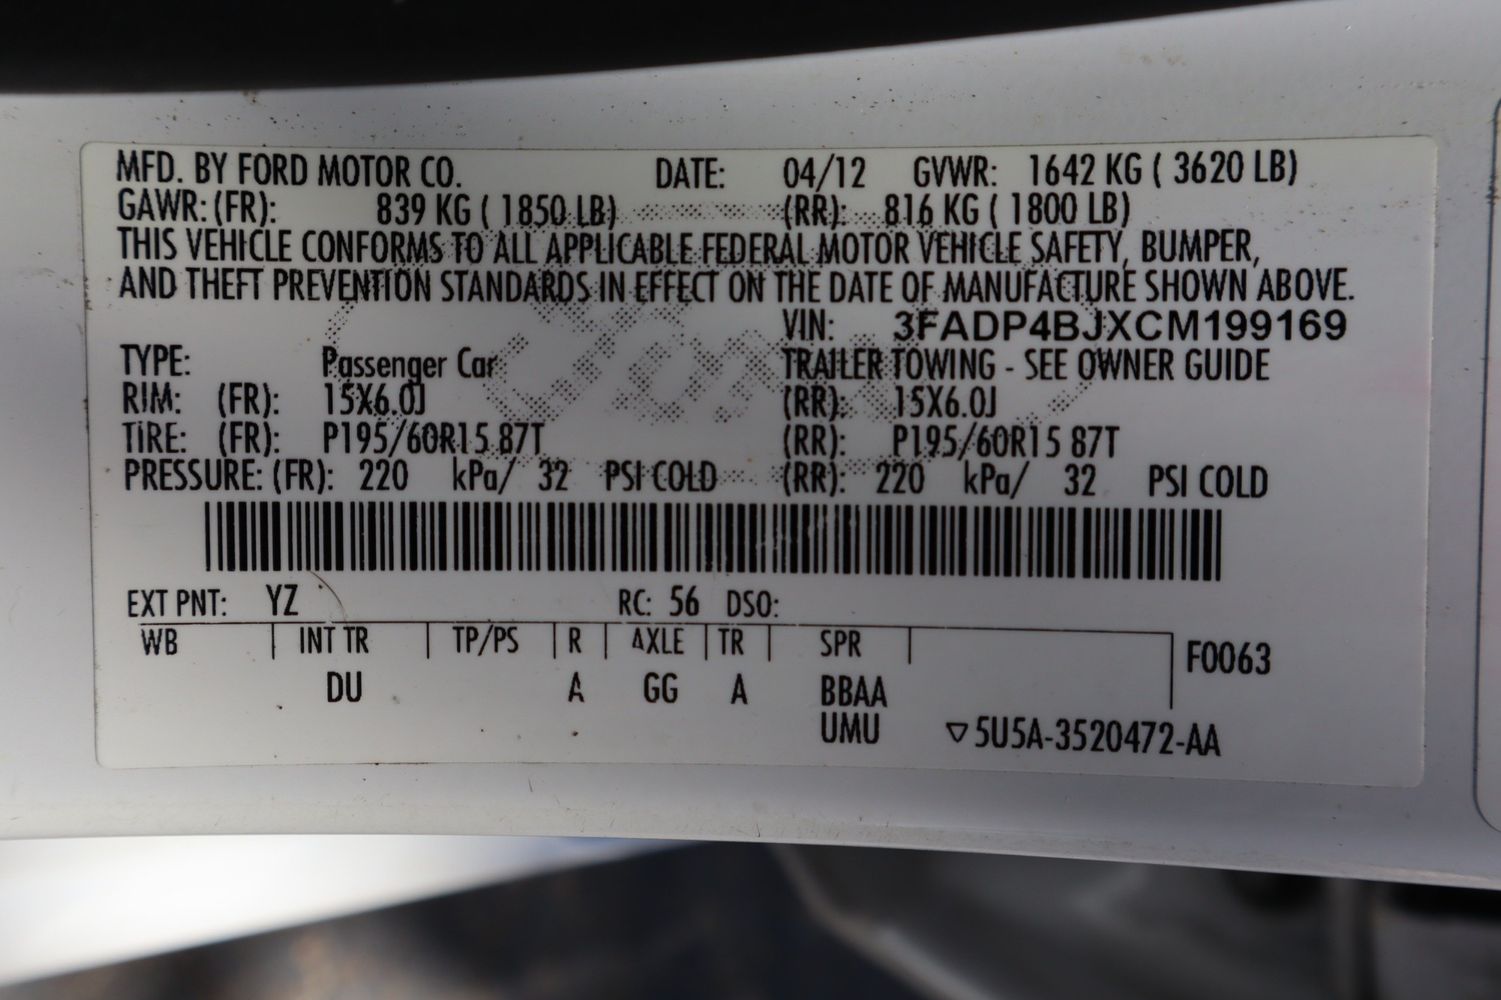 MFD. BY FORD MOTOR CO. DATE: 04/12 GVWR: 1642 KG ( 3620 LB)
GAWR: (FR): 839 KG ( 1850 LB) (RR): 816 KG ( 1800 LB)
THIS VEHICLE CONFORMS TO ALL APPLICABLE FEDERAL MOTOR VEHICLE SAFETY, BUMPER,
AND THEFT PREVENTION STANDARDS IN EFFECT ON THE DATE OF MANUFACTURE SHOWN ABOVE.
VIN: 3FADP4BJXCM199169
TYPE: Passenger Car TRAILER TOWING - SEE OWNER GUIDE
RIM: (FR): 15X6.0J (RR): 15X6.0J
TIRE: (FR): P195/60R15 87T (RR): P195/60R15 87T
PRESSURE: (FR): 220 kPa/ 32 PSI COLD (RR): 220 kPa/ 32 PSI COLD
EXT PNT: YZ RC: 56 DSO:
WB INT TR TP/PS R AXLE TR SPR F0063
DU A GG A BBAA
UMU ▽5U5A-3520472-AA
Ford